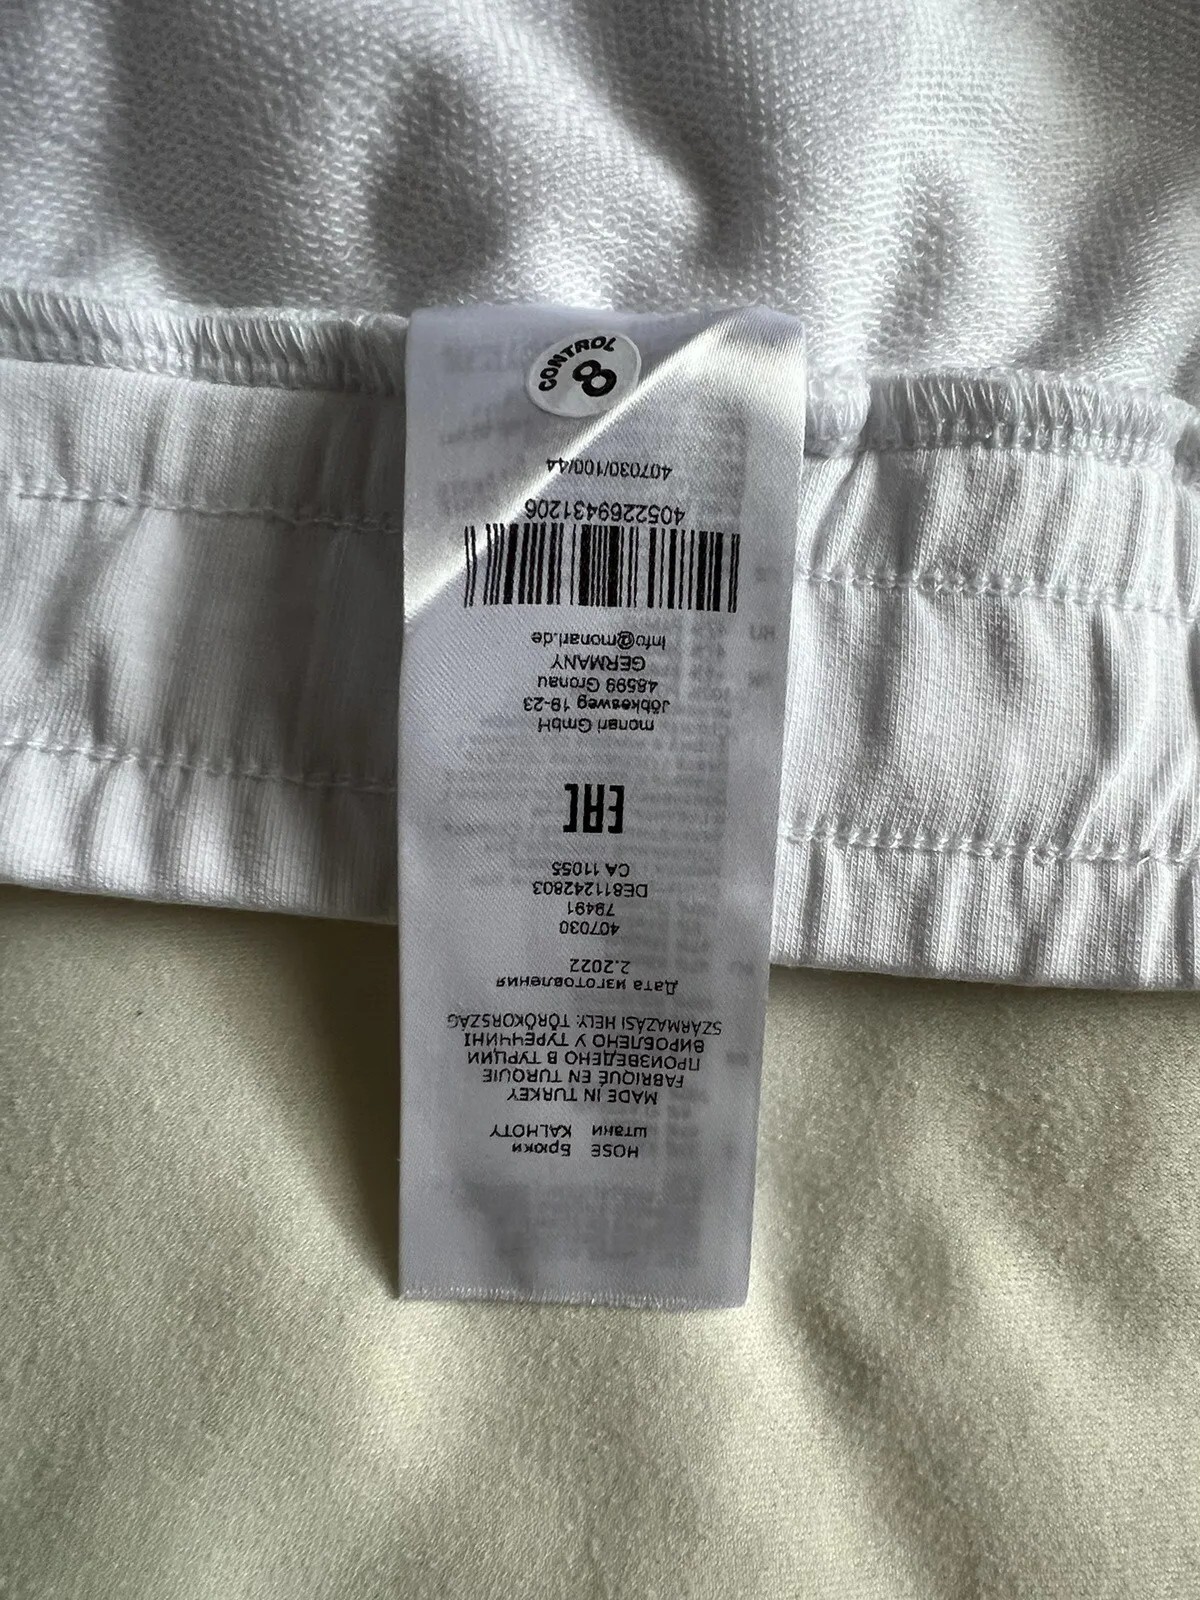 HOSE Брюки
штани KALHOTY
MADE IN TURKEY
FABRIQUÉ EN TURQUIE
ПРОИЗВЕДЕНО В ТУРЦИИ
ВИРОБЛЕНО У ТУРЕЧЧИНІ
SZÁRMAZÁSI HELY: TÖRÖKORSZÁG
Дата изготовления
2.2022
407030
79491
DE811242803
CA 11055
EAC
monari GmbH
Jöbkesweg 19-23
48599 Gronau
GERMANY
info@monari.de
4052269431206
407030/100/44
CONTROL
8